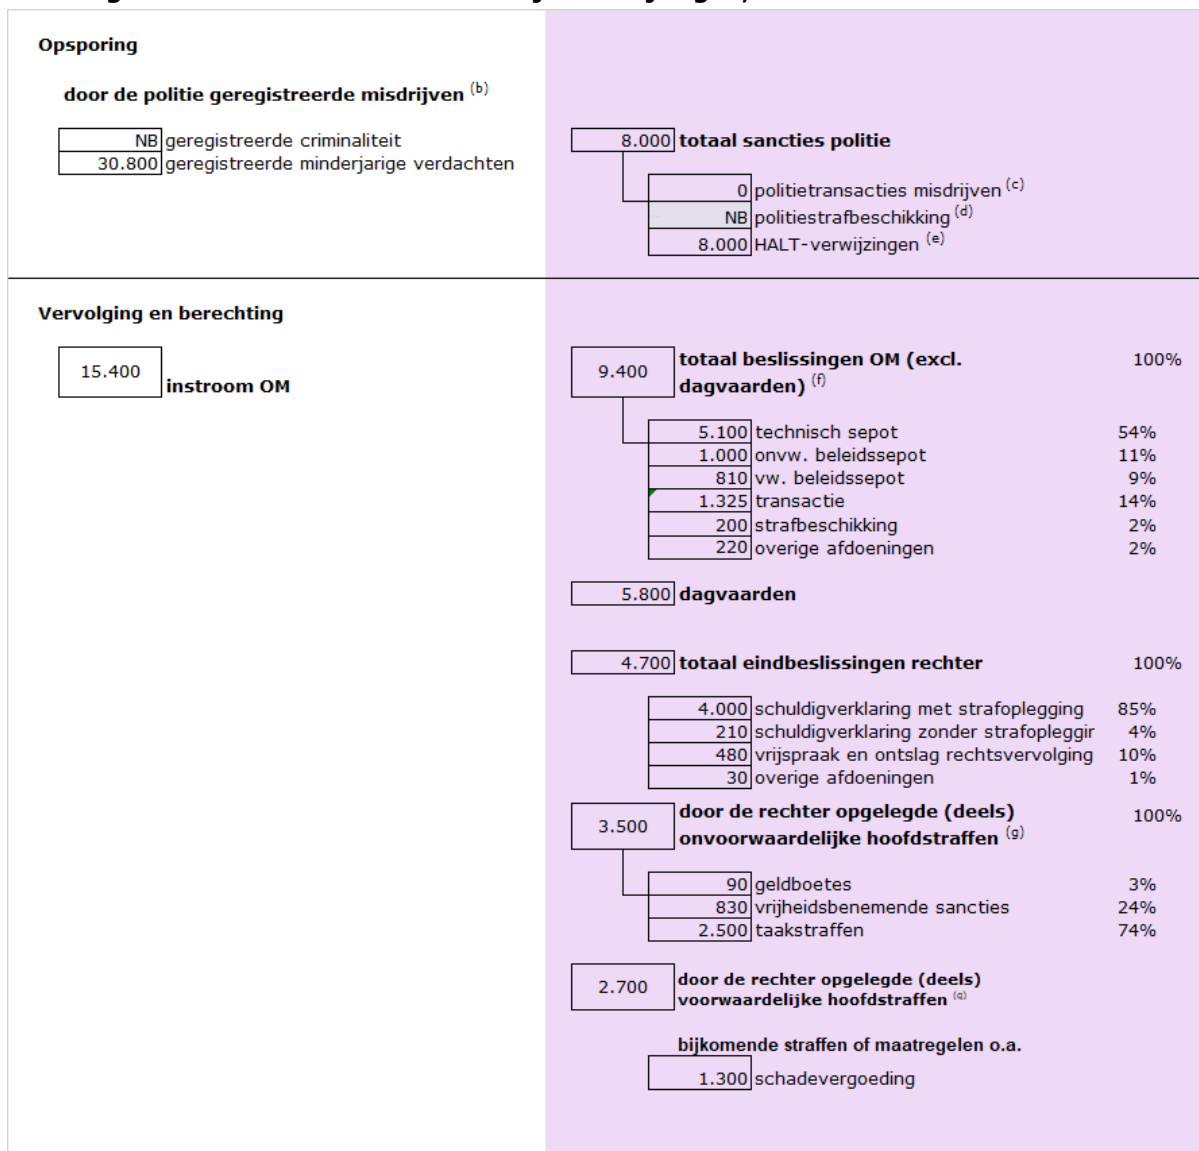 Opsporing
door de politie geregistreerde misdrijven (b)
NB geregistreerde criminaliteit
30.800 geregistreerde minderjarige verdachten
8.000 totaal sancties politie
0 politietransacties misdrijven (c)
NB politiestrafbeschikking (d)
8.000 HALT-verwijzingen (e)
Vervolging en berechting
15.400 instroom OM
9.400 totaal beslissingen OM (excl. 100%
dagvaarden) (f)
5.100 technisch sepot 54%
1.000 onvw. beleidssepot 11%
810 vw. beleidssepot 9%
1.325 transactie 14%
200 strafbeschikking 2%
220 overige afdoeningen 2%
5.800 dagvaarden
4.700 totaal eindbeslissingen rechter 100%
4.000 schuldigverklaring met strafoplegging 85%
210 schuldigverklaring zonder strafopleggir 4%
480 vrijspraak en ontslag rechtsvervolging 10%
30 overige afdoeningen 1%
3.500 door de rechter opgelegde (deels) 100%
onvoorwaardelijke hoofdstraffen (g)
90 geldboetes 3%
830 vrijheidsbenemende sancties 24%
2.500 taakstraffen 74%
2.700 door de rechter opgelegde (deels)
voorwaardelijke hoofdstraffen (g)
bijkomende straffen of maatregelen o.a.
1.300 schadevergoeding